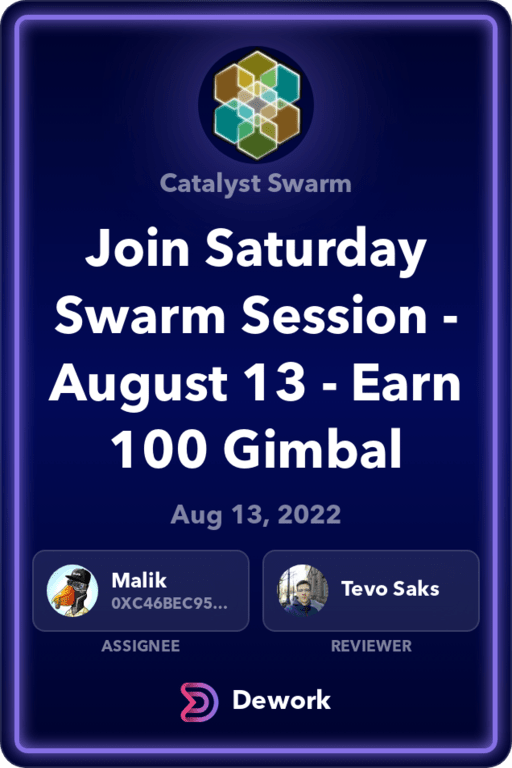 Catalyst Swarm
Join Saturday
Swarm Session -
August 13 - Earn
100 Gimbal
Aug 13, 2022
Malik
0XC46BEC95...
ASSIGNEE
Tevo Saks
REVIEWER
Dework